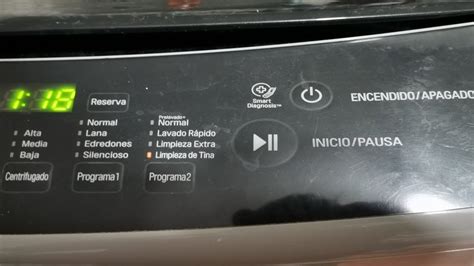 1:18
Reserva
Smart
Diagnosis™
ENCENDIDO/APAGADO
Alta
Media
Baja
Normal
Lana
Edredones
Silencioso
Prelavado+
Normal
Lavado Rápido
Limpieza Extra
Limpieza de Tina
INICIO/PAUSA
Centrifugado
Programa1
Programa2